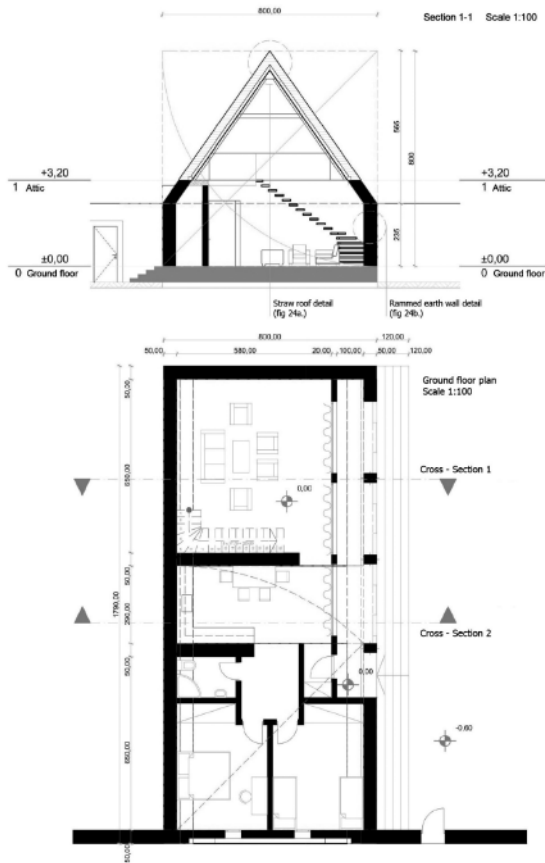 800,00
Section 1-1 Scale 1:100
565
800
235
+3,20
1 Attic
±0,00
0 Ground floor
+3,20
1 Attic
±0,00
0 Ground floor
Straw roof detail
(fig 24a.)
Rammed earth wall detail
(fig 24b.)
800,00
120,00
50,00
580,00
20,00
100,00
50,00
120,00
Ground floor plan
Scale 1:100
50,00
650,00
Cross - Section 1
0,00
50,00
1790,00
290,00
Cross - Section 2
50,00
0,00
-0,60
650,00
50,00